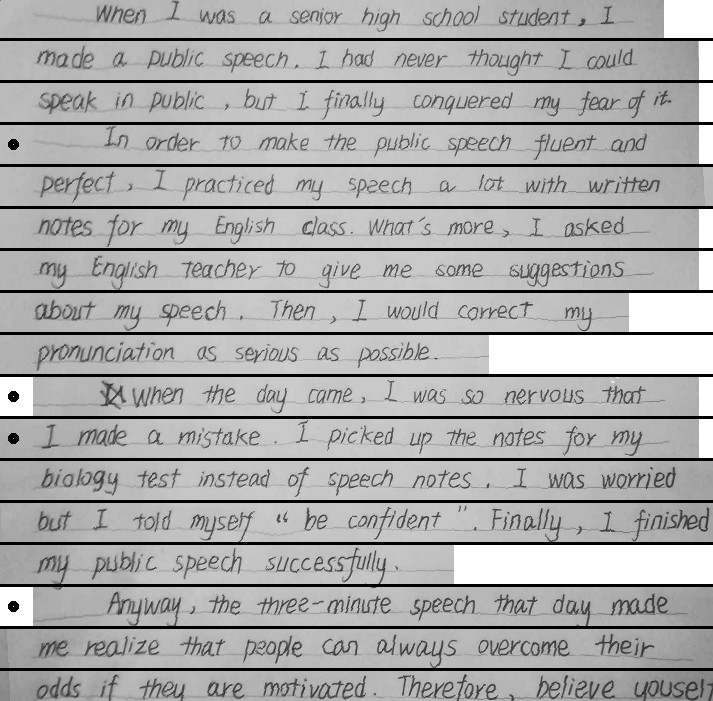 When I was a senior high school student, I
made a public speech. I had never thought I could
speak in public, but I finally conquered my fear of it.
In order to make the public speech fluent and
perfect, I practiced my speech a lot with written
notes for my English class. What's more, I asked
my English teacher to give me some suggestions
about my speech. Then, I would correct my
pronunciation as serious as possible.
When the day came, I was so nervous that
I made a mistake. I picked up the notes for my
biology test instead of speech notes. I was worried
but I told myself "be confident". Finally, I finished
my public speech successfully.
Anyway, the three-minute speech that day made
me realize that people can always overcome their
odds if they are motivated. Therefore, believe youself